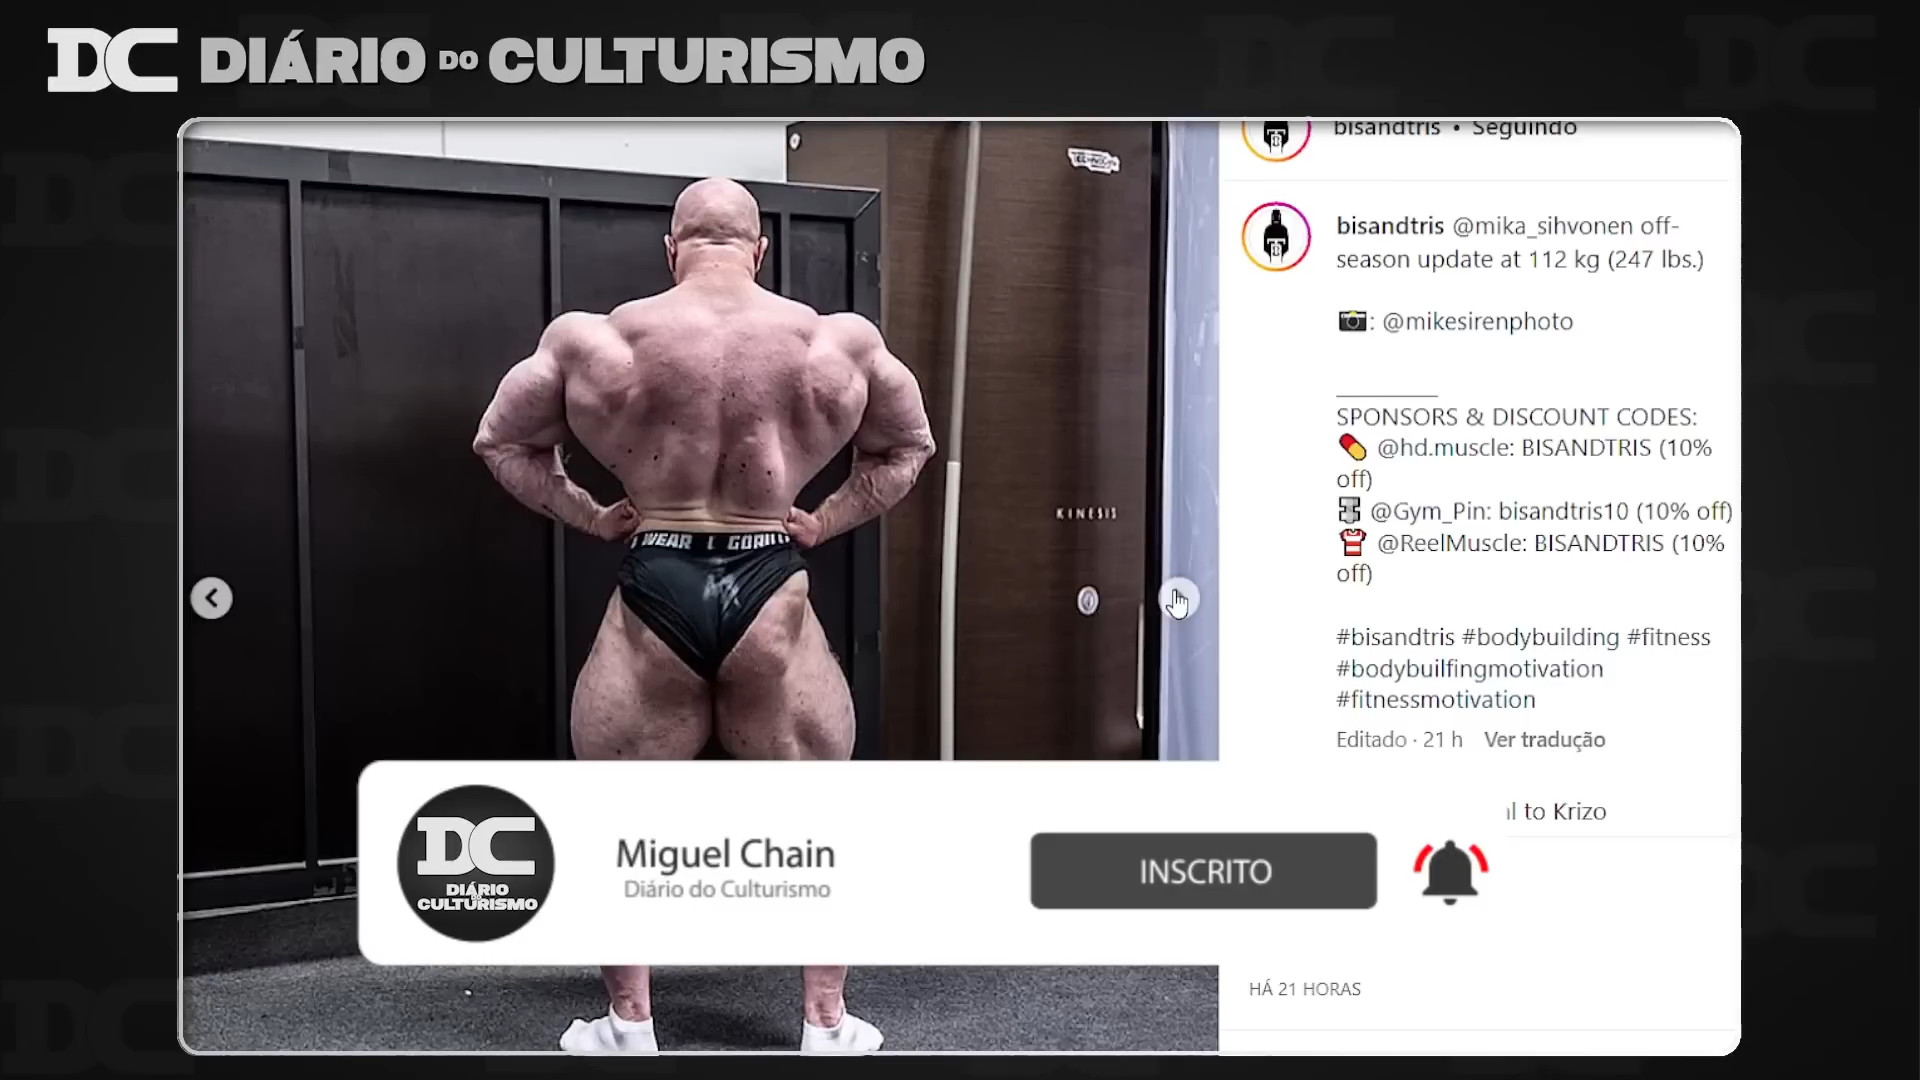 DC DIÁRIO DO CULTURISMO
bisandtris • Seguindo
bisandtris @mika_sihvonen off-
season update at 112 kg (247 lbs.)
📷: @mikesirenphoto
__________
SPONSORS & DISCOUNT CODES:
💊 @hd.muscle: BISANDTRIS (10%
off)
@Gym_Pin: bisandtris10 (10% off)
@ReelMuscle: BISANDTRIS (10%
off)
#bisandtris #bodybuilding #fitness
#bodybuilfingmotivation
#fitnessmotivation
Editado · 21 h Ver tradução
to Krizo
HÁ 21 HORAS
KINESIS
WEAR
DC
DIÁRIO
DO
CULTURISMO
Miguel Chain
Diário do Culturismo
INSCRITO